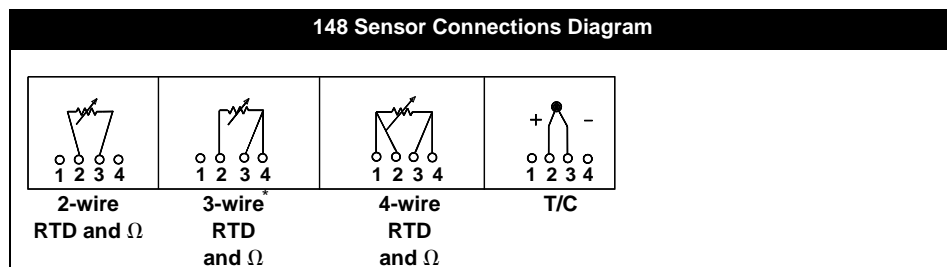 148 Sensor Connections Diagram
+ –
1 2 3 4 1 2 3 4 1 2 3 4 1 2 3 4
2-wire 3-wire* 4-wire T/C
RTD and Ω RTD RTD
and Ω and Ω